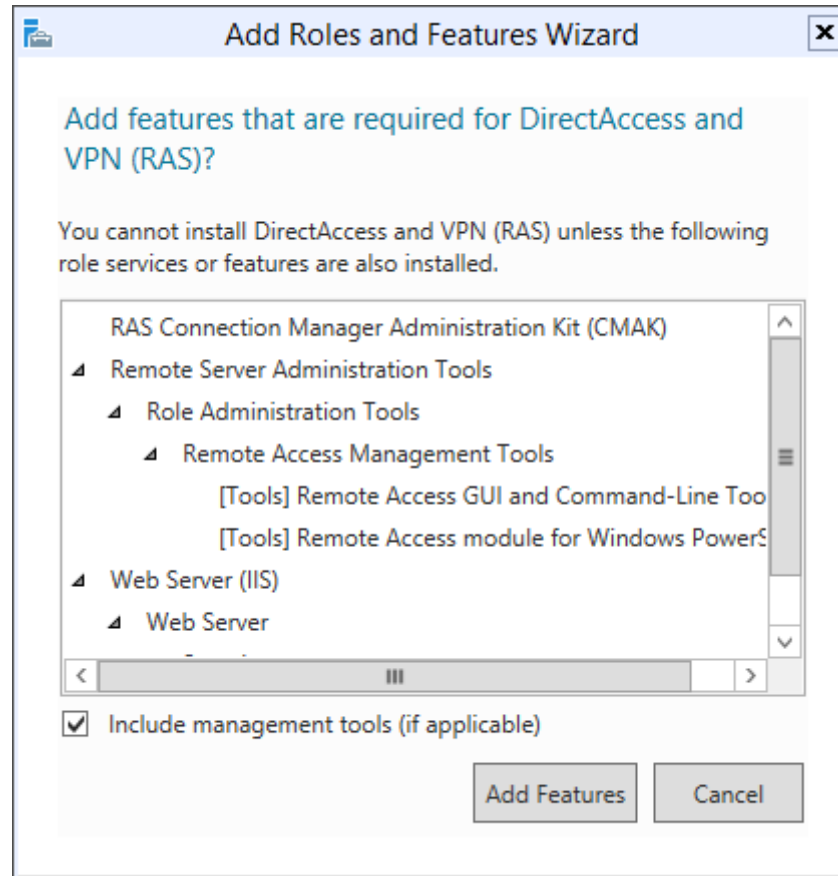 Add Roles and Features Wizard
Add features that are required for DirectAccess and
VPN (RAS)?
You cannot install DirectAccess and VPN (RAS) unless the following
role services or features are also installed.
RAS Connection Manager Administration Kit (CMAK)
Remote Server Administration Tools
Role Administration Tools
Remote Access Management Tools
[Tools] Remote Access GUI and Command-Line Too
[Tools] Remote Access module for Windows PowerS
Web Server (IIS)
Web Server
Include management tools (if applicable)
Add Features
Cancel